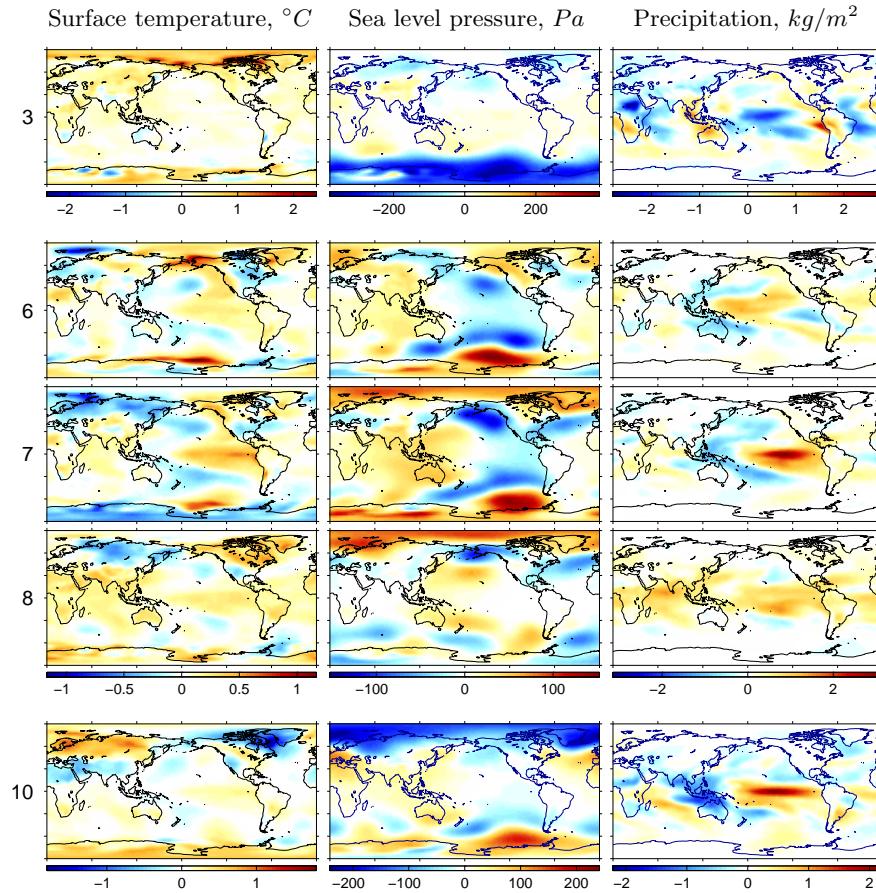 Surface temperature, °C Sea level pressure, Pa Precipitation, kg/m²
3
−2 −1 0 1 2 −200 0 200 −2 −1 0 1 2
6
7
8
−1 −0.5 0 0.5 1 −100 0 100 −2 0 2
10
−1 0 1 −200 −100 0 100 200 −2 −1 0 1 2